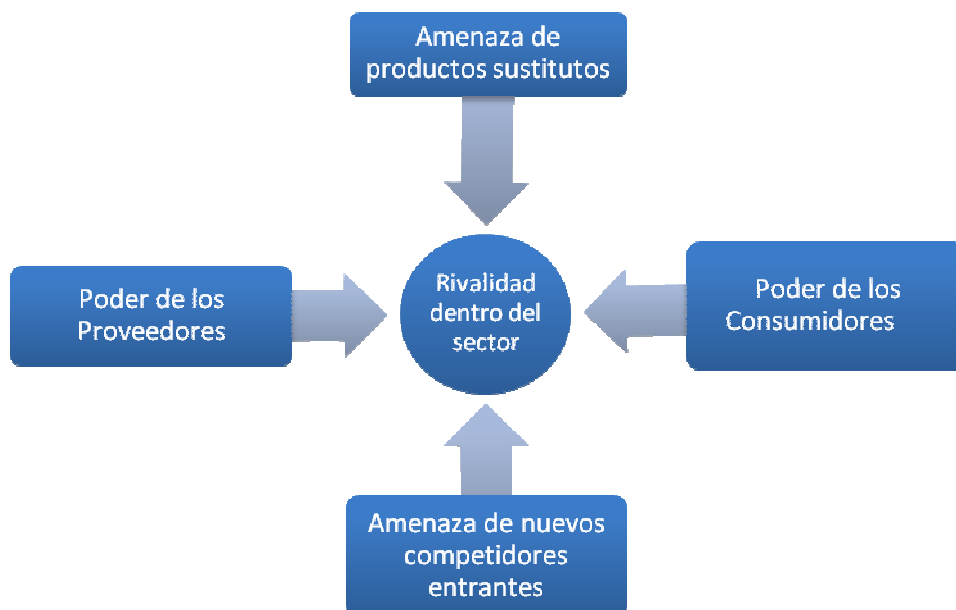 Amenaza de
productos sustitutos
Poder de los
Proveedores
Rivalidad
dentro del
sector
Poder de los
Consumidores
Amenaza de nuevos
competidores
entrantes